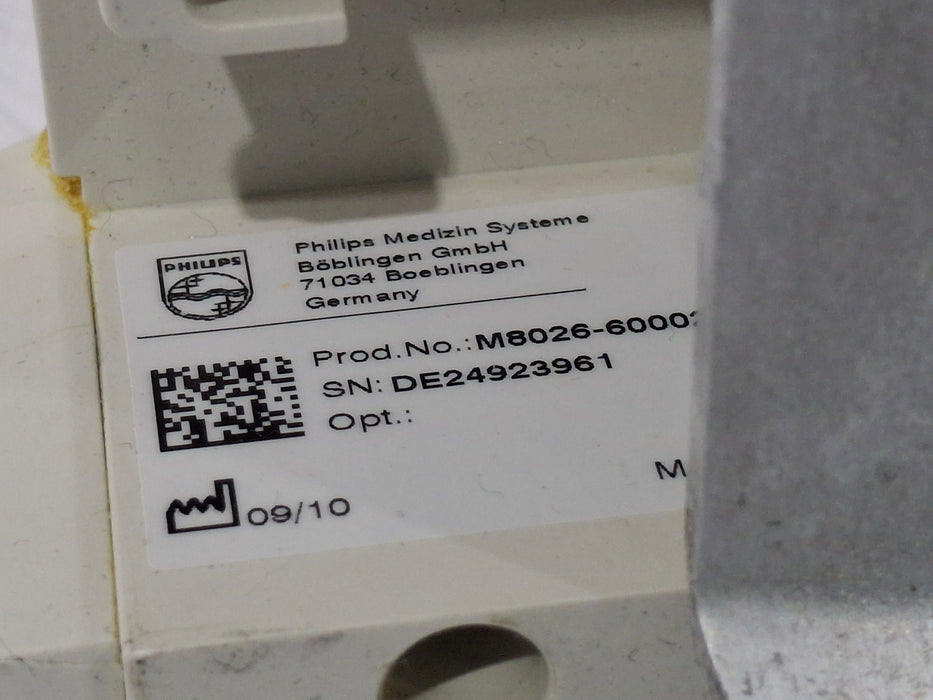 PHILIPS
Philips Medizin Systeme
Böblingen GmbH
71034 Boeblingen
Germany
Prod.No.: M8026-6000
SN: DE24923961
Opt.:
09/10
M